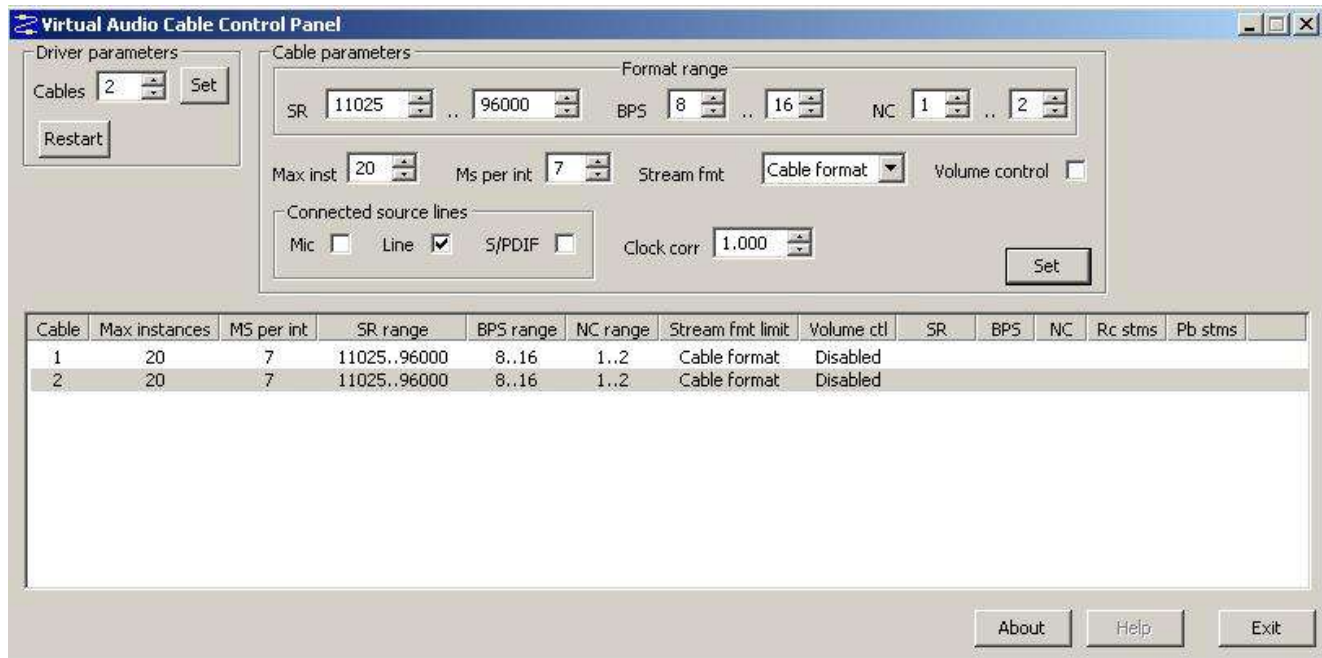 Virtual Audio Cable Control Panel
Driver parameters
Cables 2 Set
Restart
Cable parameters
Format range
SR 11025 .. 96000 BPS 8 .. 16 NC 1 .. 2
Max inst 20 Ms per int 7 Stream fmt Cable format Volume control
Connected source lines
Mic Line S/PDIF Clock corr 1.000
Set
Cable Max instances MS per int SR range BPS range NC range Stream fmt limit Volume ctl SR BPS NC Rc stms Pb stms
1 20 7 11025..96000 8..16 1..2 Cable format Disabled
2 20 7 11025..96000 8..16 1..2 Cable format Disabled
About Help Exit